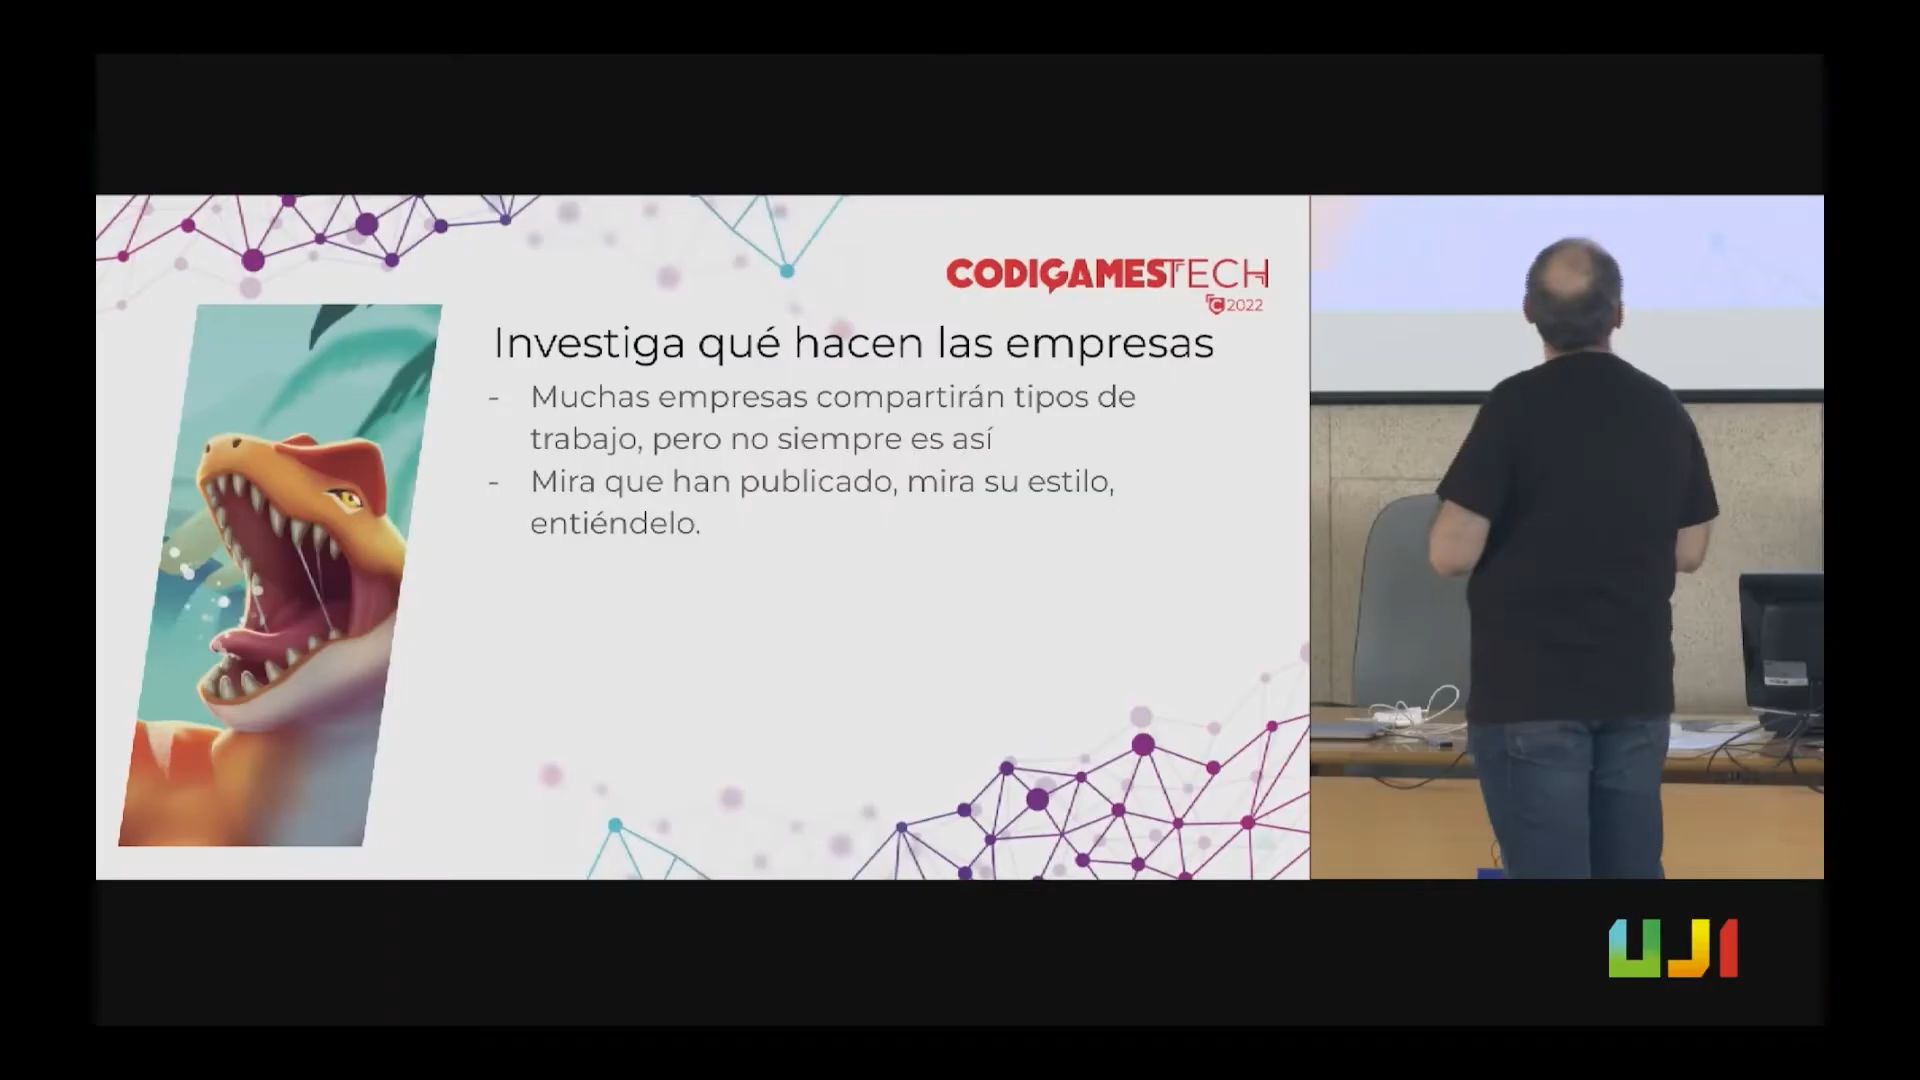 CODIGAMESTECH
C2022
Investiga qué hacen las empresas
- Muchas empresas compartirán tipos de
trabajo, pero no siempre es así
- Mira que han publicado, mira su estilo,
entiéndelo.
UJI